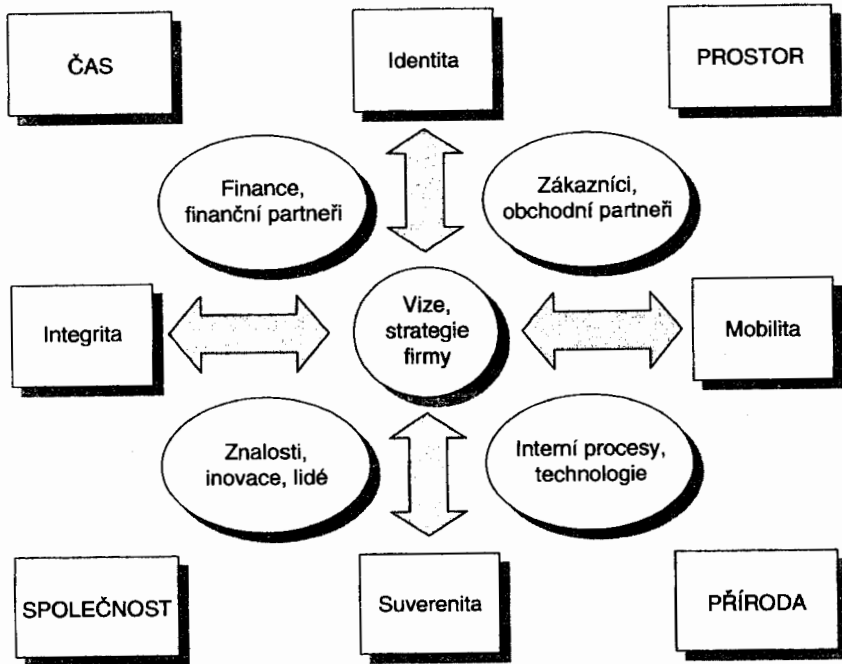 ČAS
Identita
PROSTOR
Finance,
finanční partneři
Zákazníci,
obchodní partneři
Integrita
Vize,
strategie
firmy
Mobilita
Znalosti,
inovace, lidé
Interní procesy,
technologie
SPOLEČNOST
Suverenita
PŘÍRODA